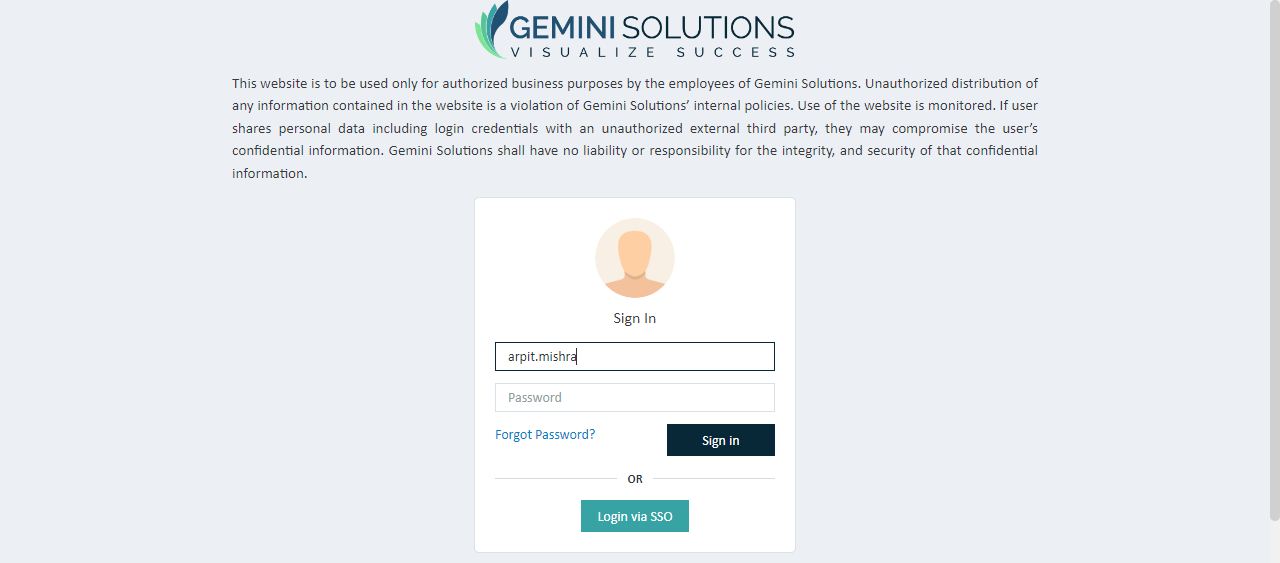 GEMINI SOLUTIONS
VISUALIZE SUCCESS
This website is to be used only for authorized business purposes by the employees of Gemini Solutions. Unauthorized distribution of
any information contained in the website is a violation of Gemini Solutions’ internal policies. Use of the website is monitored. If user
shares personal data including login credentials with an unauthorized external third party, they may compromise the user’s
confidential information. Gemini Solutions shall have no liability or responsibility for the integrity, and security of that confidential
information.
Sign In
arpit.mishra
Password
Forgot Password?
Sign in
OR
Login via SSO